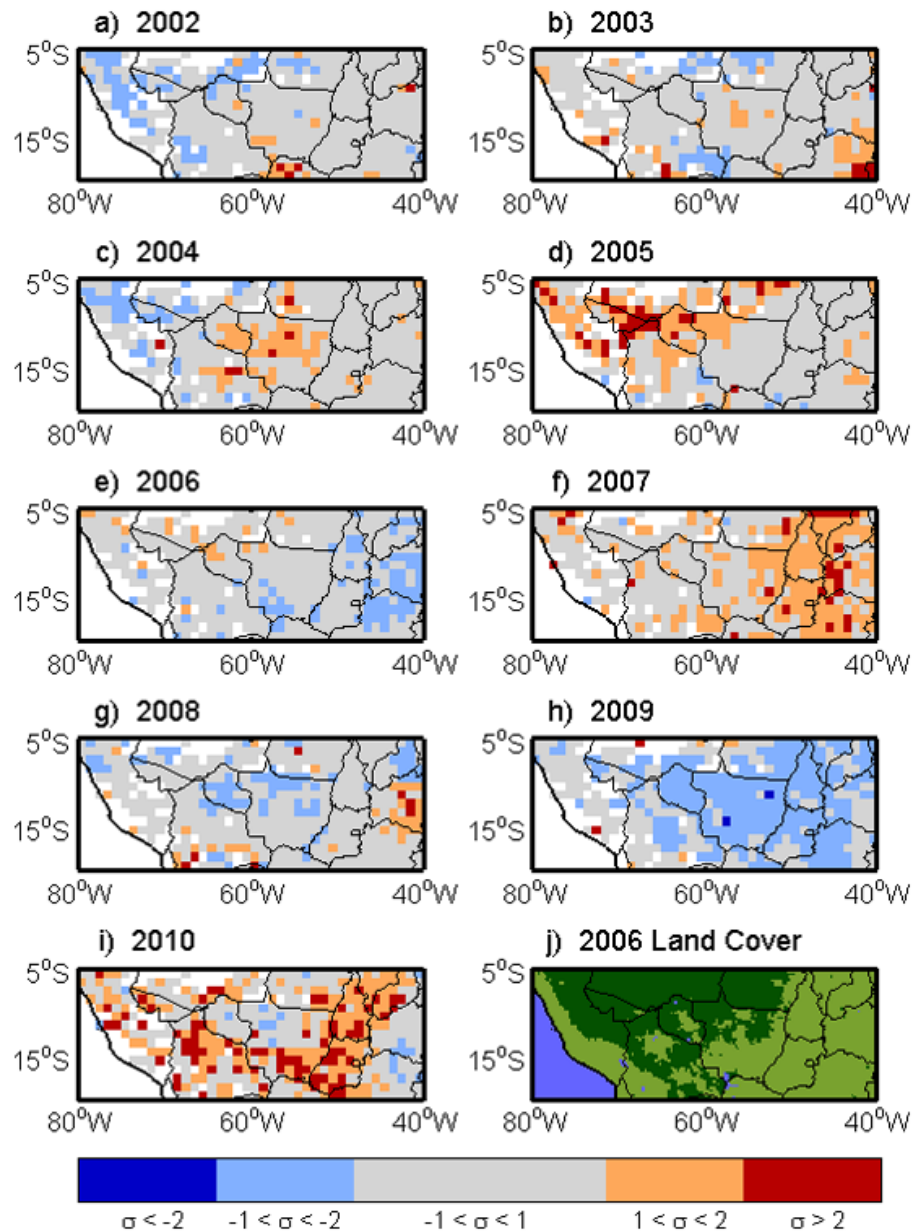 a) 2002
b) 2003
5°S
5°S
15°S
15°S
80°W 60°W 40°W
80°W 60°W 40°W
c) 2004
d) 2005
5°S
5°S
15°S
15°S
80°W 60°W 40°W
80°W 60°W 40°W
e) 2006
f) 2007
5°S
5°S
15°S
15°S
80°W 60°W 40°W
80°W 60°W 40°W
g) 2008
h) 2009
5°S
5°S
15°S
15°S
80°W 60°W 40°W
80°W 60°W 40°W
i) 2010
j) 2006 Land Cover
5°S
5°S
15°S
15°S
80°W 60°W 40°W
80°W 60°W 40°W
σ < -2 -1 < σ < -2 -1 < σ < 1 1 < σ < 2 σ > 2